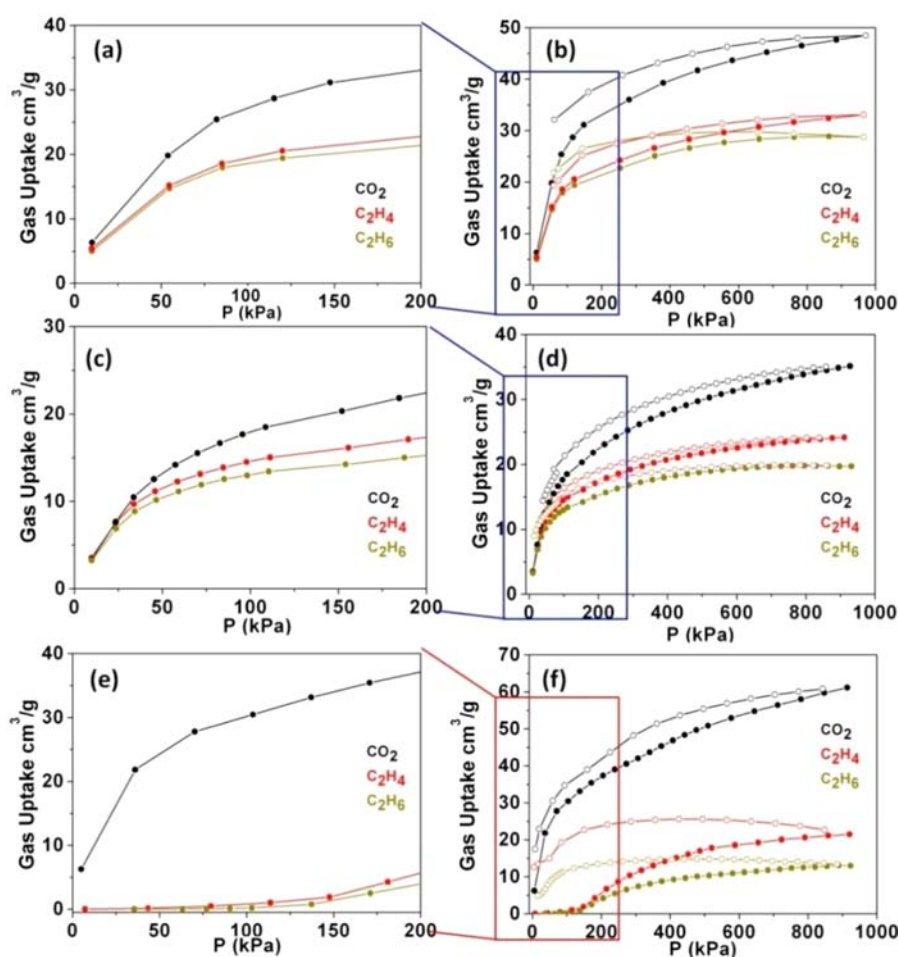 (a)
Gas Uptake cm³/g
40
30
20
10
0
CO₂
C₂H₄
C₂H₆
0 50 100 150 200
P (kPa)
(b)
Gas Uptake cm³/g
50
40
30
20
10
0
CO₂
C₂H₄
C₂H₆
0 200 400 600 800 1000
P (kPa)
(c)
Gas Uptake cm³/g
30
20
10
0
CO₂
C₂H₄
C₂H₆
0 50 100 150 200
P (kPa)
(d)
Gas Uptake cm³/g
40
30
20
10
0
CO₂
C₂H₄
C₂H₆
0 200 400 600 800 1000
P (kPa)
(e)
Gas Uptake cm³/g
40
30
20
10
0
CO₂
C₂H₄
C₂H₆
0 50 100 150 200
P (kPa)
(f)
Gas Uptake cm³/g
70
60
50
40
30
20
10
0
CO₂
C₂H₄
C₂H₆
0 200 400 600 800 1000
P (kPa)